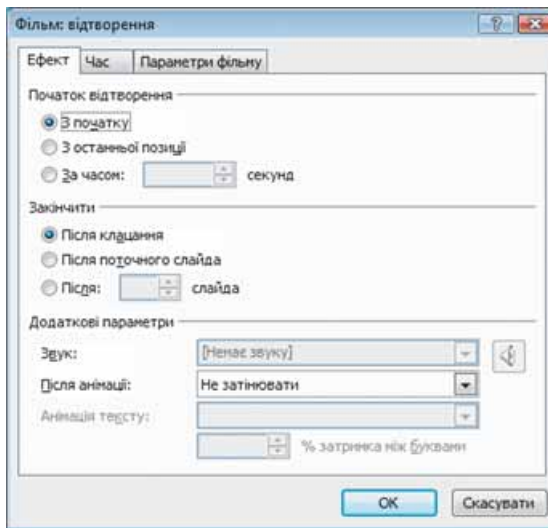 Фільм: відтворення
Ефект Час Параметри фільму
Початок відтворення
З початку
З останньої позиції
За часом: секунд
Закінчити
Після клацання
Після поточного слайда
Після: слайда
Додаткові параметри
Звук: [Немає звуку]
Після анімації: Не затінювати
Анімація тексту:
% затримка між буквами
ОК Скасувати